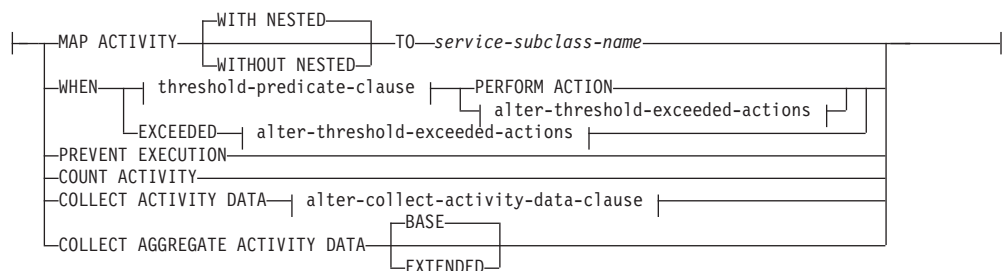 WITH NESTED
MAP ACTIVITY TO service-subclass-name
WITHOUT NESTED
WHEN threshold-predicate-clause PERFORM ACTION
alter-threshold-exceeded-actions
EXCEEDED alter-threshold-exceeded-actions
PREVENT EXECUTION
COUNT ACTIVITY
COLLECT ACTIVITY DATA alter-collect-activity-data-clause
BASE
COLLECT AGGREGATE ACTIVITY DATA
EXTENDED